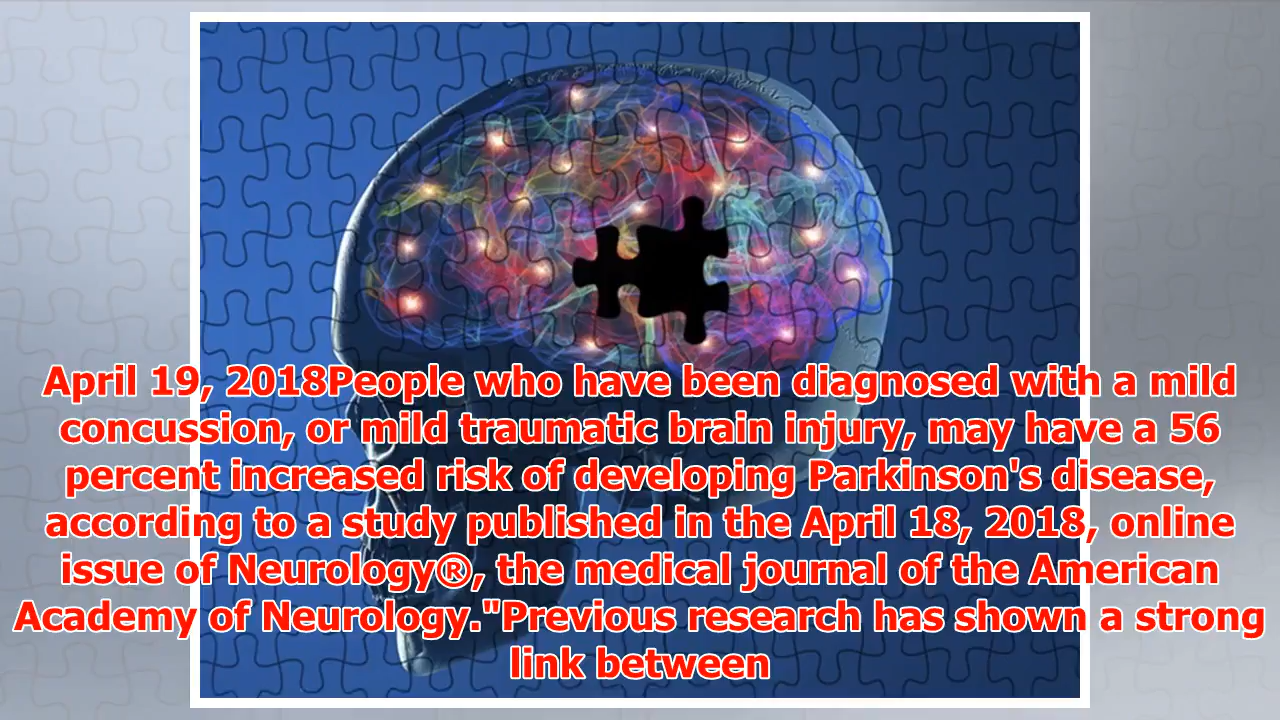 April 19, 2018People who have been diagnosed with a mild
concussion, or mild traumatic brain injury, may have a 56
percent increased risk of developing Parkinson's disease,
according to a study published in the April 18, 2018, online
issue of Neurology®, the medical journal of the American
Academy of Neurology."Previous research has shown a strong
link between